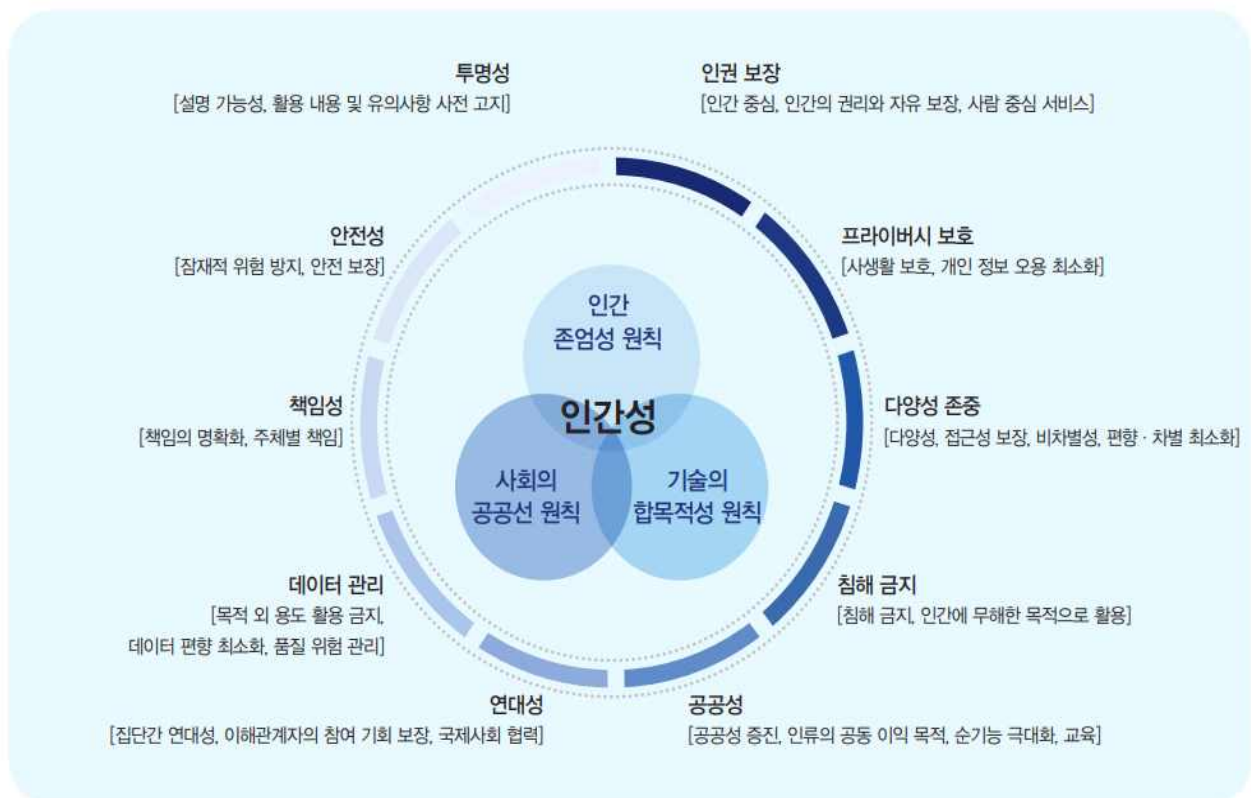 투명성
[설명 가능성, 활용 내용 및 유의사항 사전 고지]
인권 보장
[인간 중심, 인간의 권리와 자유 보장, 사람 중심 서비스]
안전성
[잠재적 위험 방지, 안전 보장]
프라이버시 보호
[사생활 보호, 개인 정보 오용 최소화]
인간
존엄성 원칙
인간성
사회의
공공선 원칙
기술의
합목적성 원칙
책임성
[책임의 명확화, 주체별 책임]
다양성 존중
[다양성, 접근성 보장, 비차별성, 편향 · 차별 최소화]
데이터 관리
[목적 외 용도 활용 금지,
데이터 편향 최소화, 품질 위험 관리]
침해 금지
[침해 금지, 인간에 무해한 목적으로 활용]
연대성
[집단간 연대성, 이해관계자의 참여 기회 보장, 국제사회 협력]
공공성
[공공성 증진, 인류의 공동 이익 목적, 순기능 극대화, 교육]